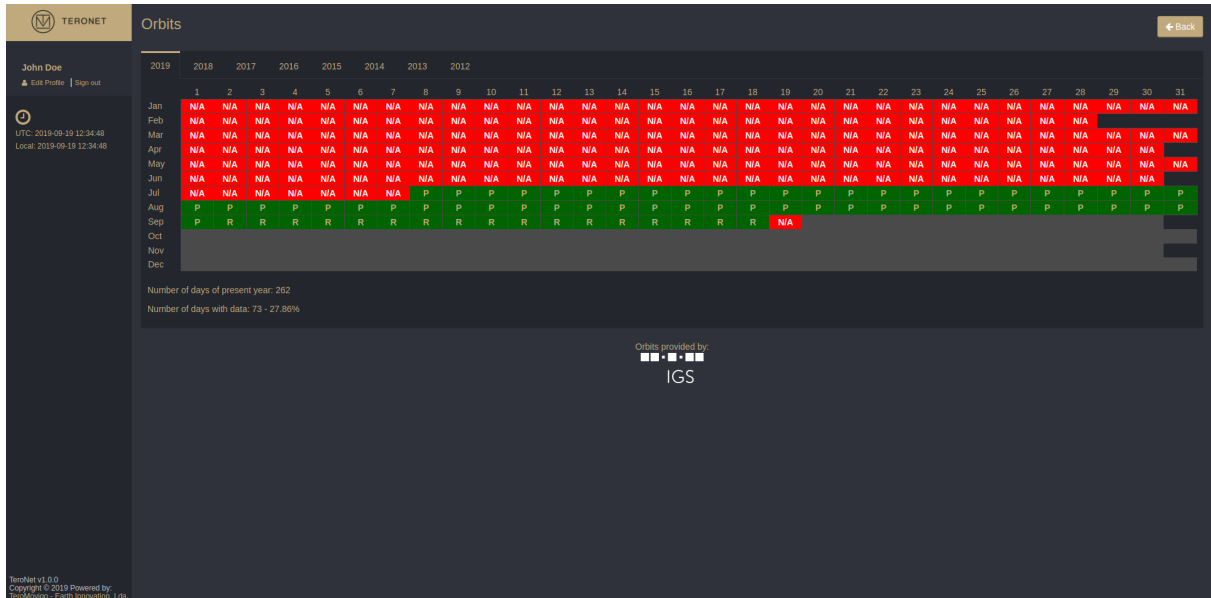 TERONET
Orbits
Back
John Doe
Edit Profile | Sign out
UTC: 2019-09-19 12:34:48
Local: 2019-09-19 12:34:48
2019 2018 2017 2016 2015 2014 2013 2012
1 2 3 4 5 6 7 8 9 10 11 12 13 14 15 16 17 18 19 20 21 22 23 24 25 26 27 28 29 30 31
Jan N/A N/A N/A N/A N/A N/A N/A N/A N/A N/A N/A N/A N/A N/A N/A N/A N/A N/A N/A N/A N/A N/A N/A N/A N/A N/A N/A N/A N/A N/A N/A
Feb N/A N/A N/A N/A N/A N/A N/A N/A N/A N/A N/A N/A N/A N/A N/A N/A N/A N/A N/A N/A N/A N/A N/A N/A N/A N/A N/A N/A
Mar N/A N/A N/A N/A N/A N/A N/A N/A N/A N/A N/A N/A N/A N/A N/A N/A N/A N/A N/A N/A N/A N/A N/A N/A N/A N/A N/A N/A N/A N/A N/A
Apr N/A N/A N/A N/A N/A N/A N/A N/A N/A N/A N/A N/A N/A N/A N/A N/A N/A N/A N/A N/A N/A N/A N/A N/A N/A N/A N/A N/A N/A N/A
May N/A N/A N/A N/A N/A N/A N/A N/A N/A N/A N/A N/A N/A N/A N/A N/A N/A N/A N/A N/A N/A N/A N/A N/A N/A N/A N/A N/A N/A N/A N/A
Jun N/A N/A N/A N/A N/A N/A N/A N/A N/A N/A N/A N/A N/A N/A N/A N/A N/A N/A N/A N/A N/A N/A N/A N/A N/A N/A N/A N/A N/A N/A
Jul N/A N/A N/A N/A N/A N/A N/A P P P P P P P P P P P P P P P P P P P P P P P P
Aug P P P P P P P P P P P P P P P P P P P P P P P P P P P P P P P
Sep P R R R R R R R R R R R R R R R R R N/A
Oct
Nov
Dec
Number of days of present year: 262
Number of days with data: 73 - 27.86%
Orbits provided by:
IGS
TeroNet v1.0.0
Copyright © 2019 Powered by:
TeroMovigo - Earth Innovation, Lda